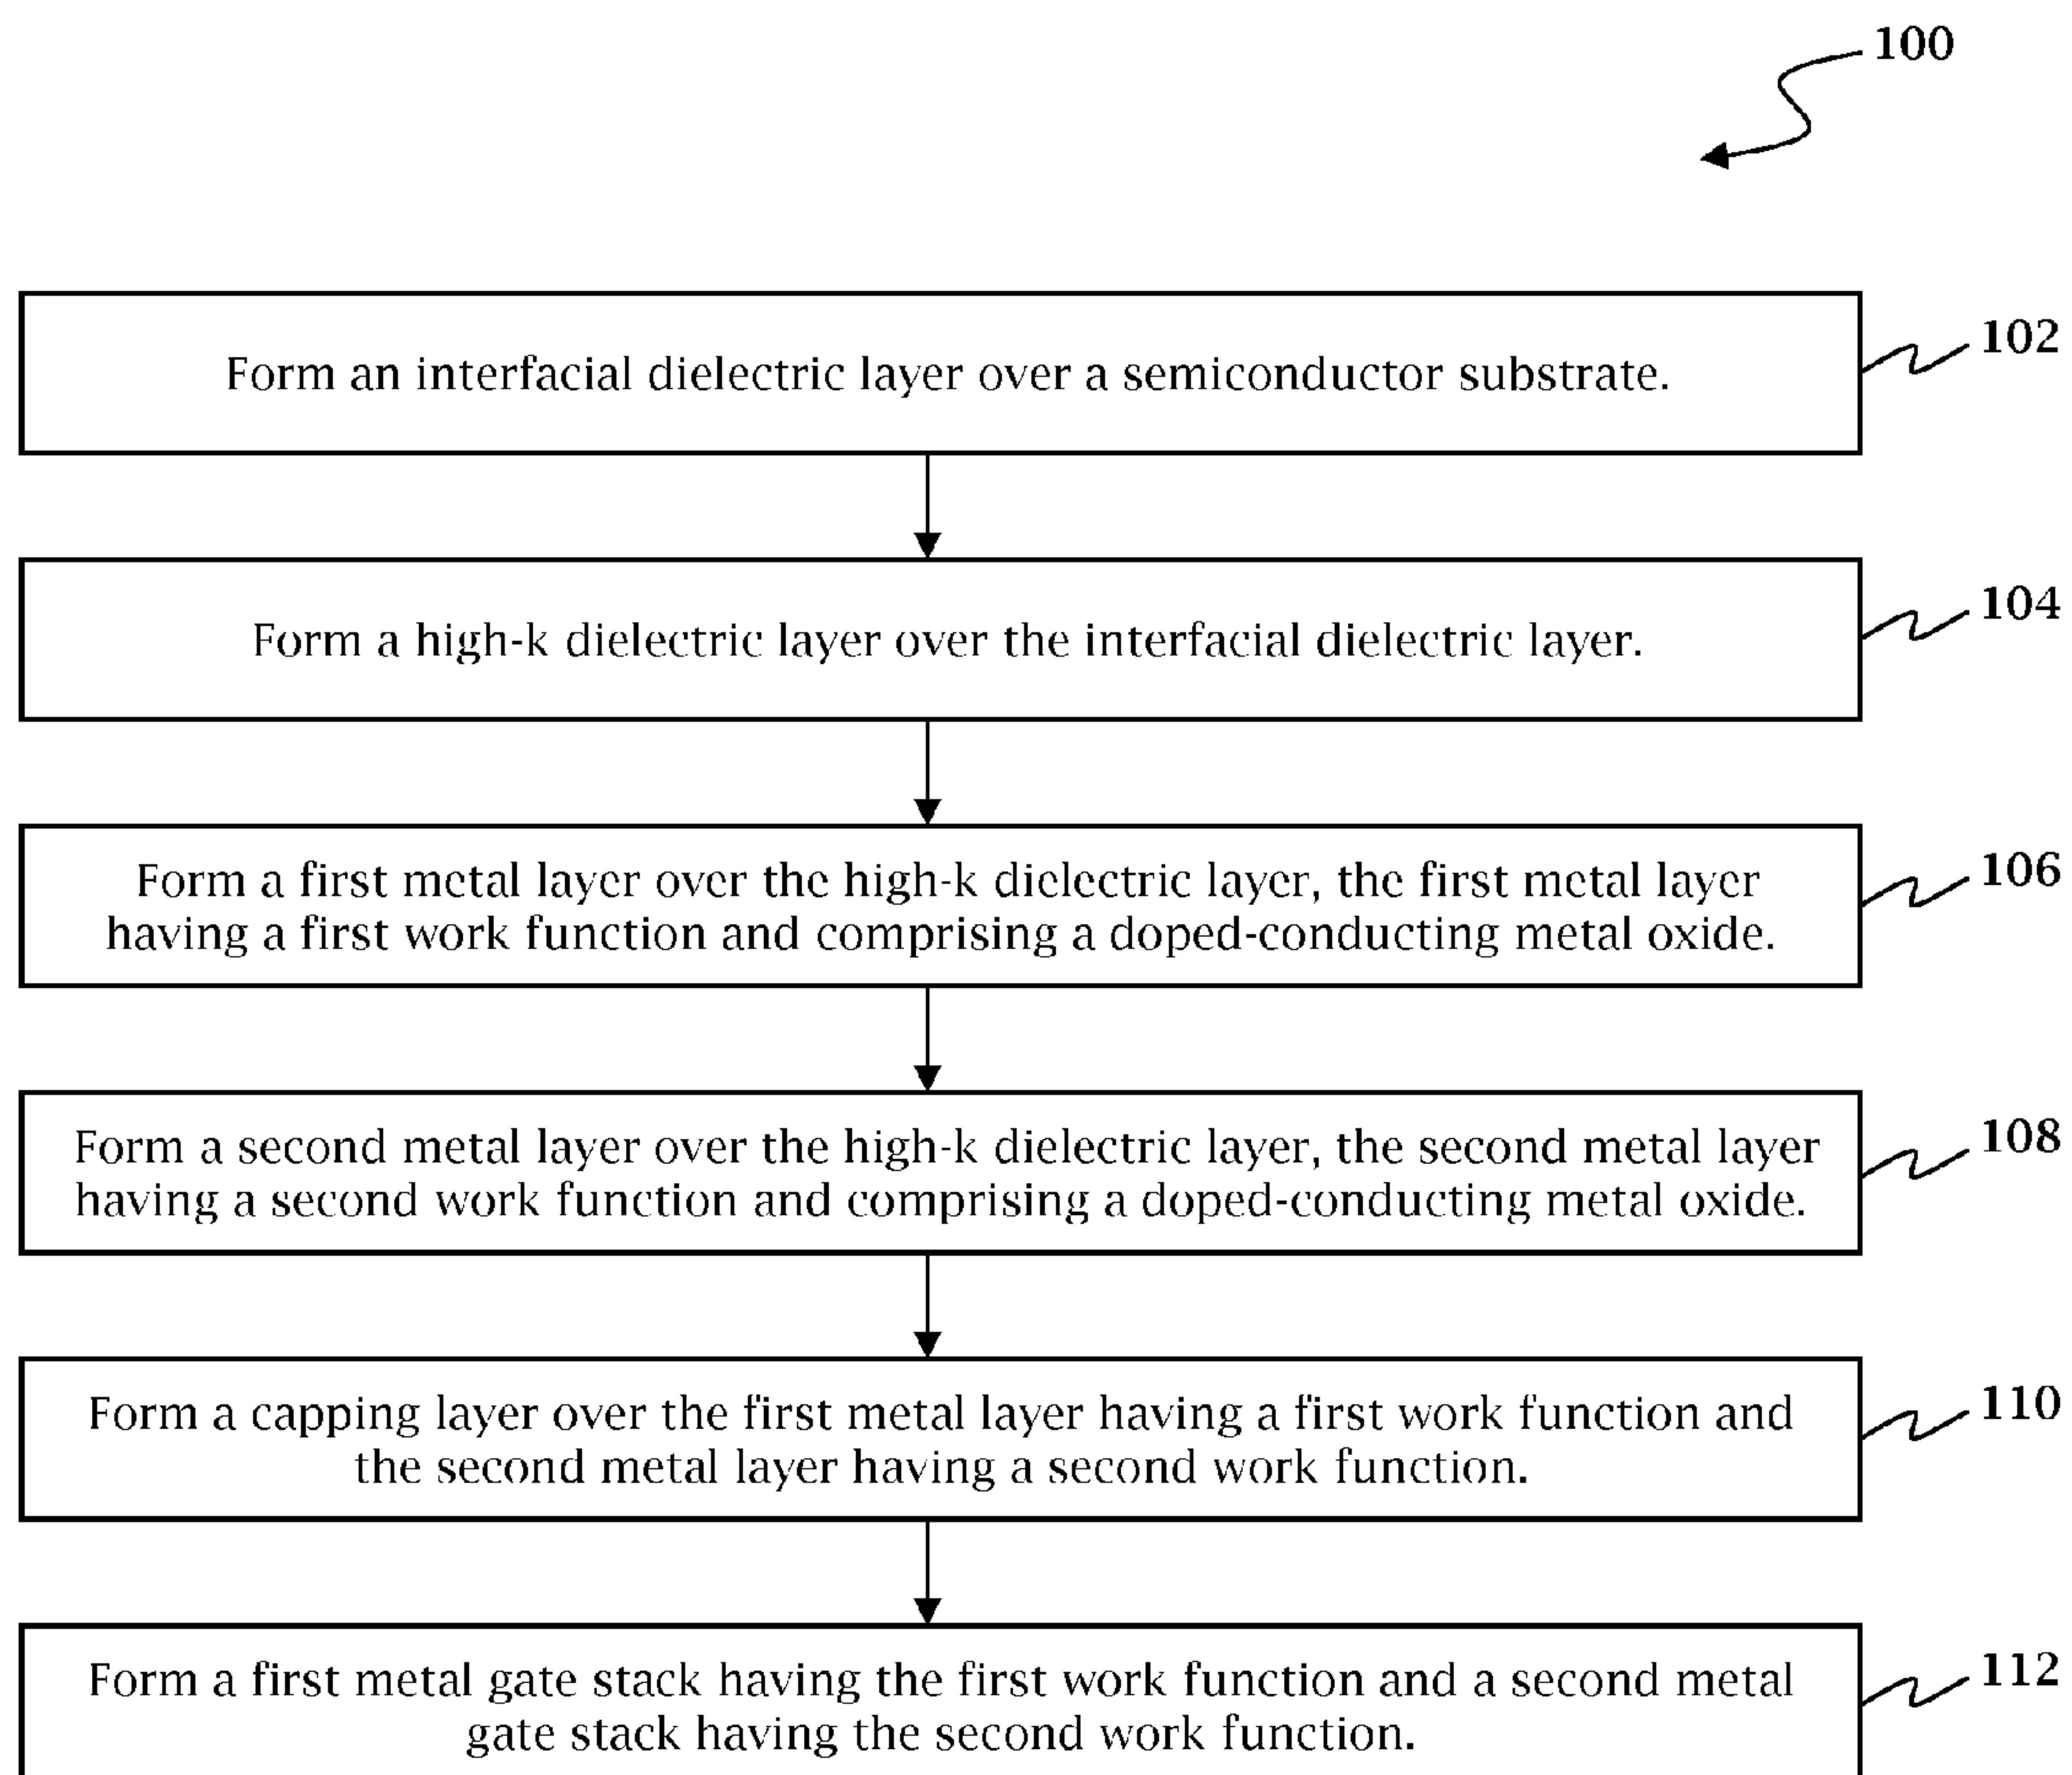 100
Form an interfacial dielectric layer over a semiconductor substrate.
102
Form a high-k dielectric layer over the interfacial dielectric layer.
104
Form a first metal layer over the high-k dielectric layer, the first metal layer
having a first work function and comprising a doped-conducting metal oxide.
106
Form a second metal layer over the high-k dielectric layer, the second metal layer
having a second work function and comprising a doped-conducting metal oxide.
108
Form a capping layer over the first metal layer having a first work function and
the second metal layer having a second work function.
110
Form a first metal gate stack having the first work function and a second metal
gate stack having the second work function.
112